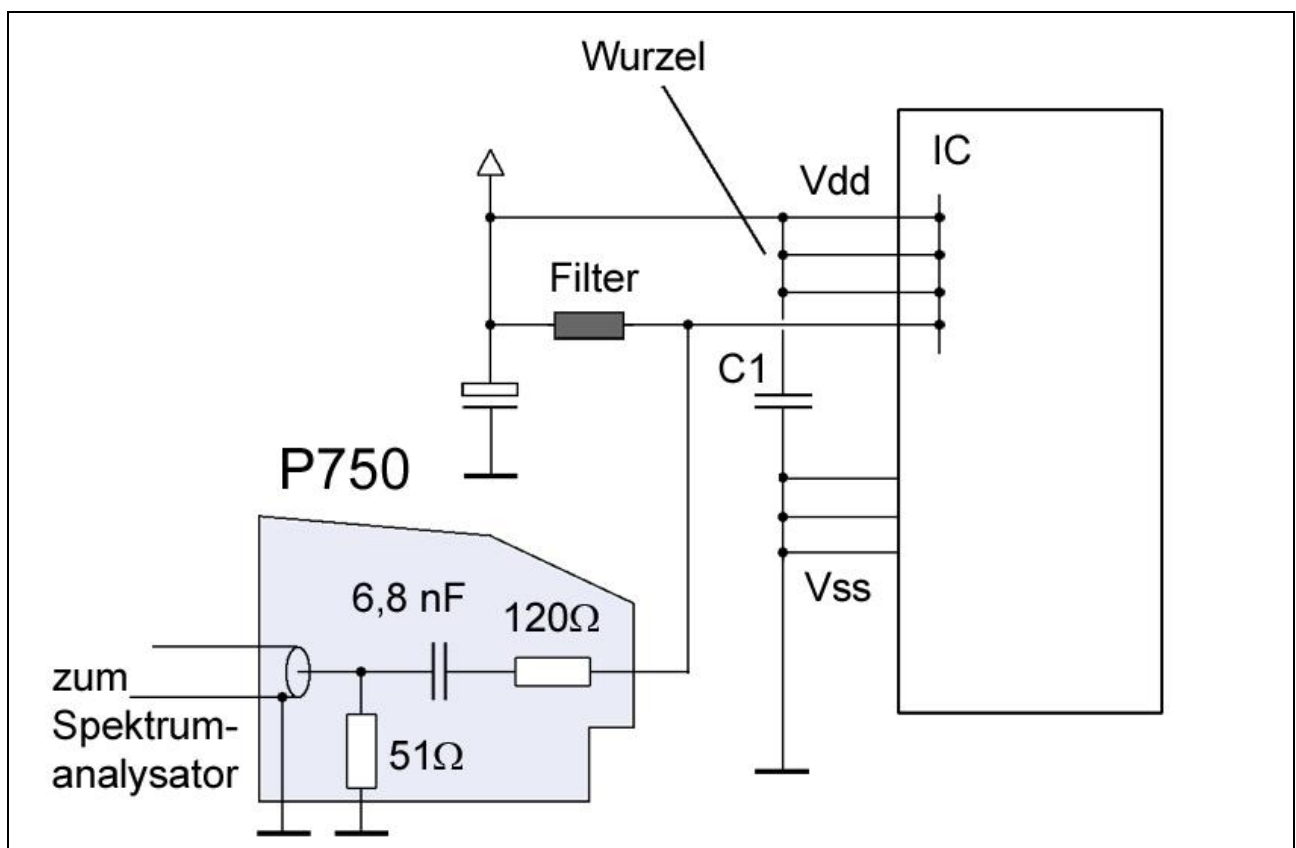 Wurzel
IC
Vdd
Filter
C1
P750
6,8 nF
120Ω
Vss
zum
Spektrum-
analysator
51Ω